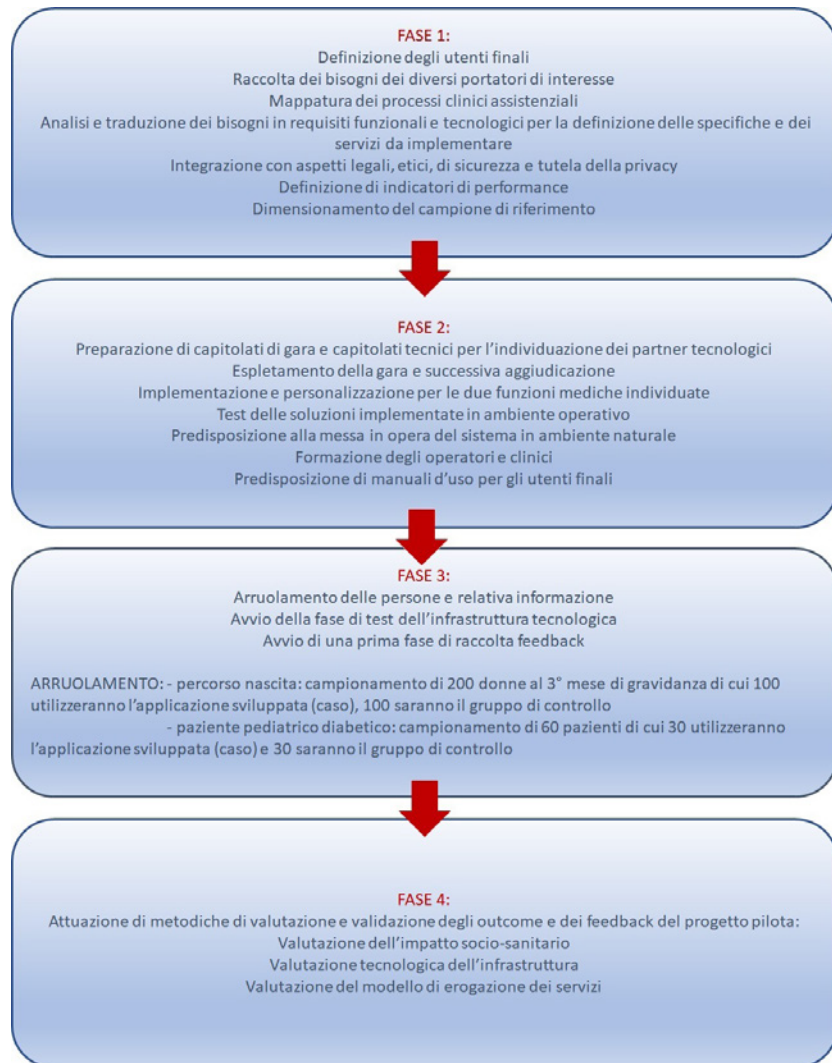 FASE 1:
Definizione degli utenti finali
Raccolta dei bisogni dei diversi portatori di interesse
Mappatura dei processi clinici assistenziali
Analisi e traduzione dei bisogni in requisiti funzionali e tecnologici per la definizione delle specifiche e dei
servizi da implementare
Integrazione con aspetti legali, etici, di sicurezza e tutela della privacy
Definizione di indicatori di performance
Dimensionamento del campione di riferimento
FASE 2:
Preparazione di capitolati di gara e capitolati tecnici per l'individuazione dei partner tecnologici
Espletamento della gara e successiva aggiudicazione
Implementazione e personalizzazione per le due funzioni mediche individuate
Test delle soluzioni implementate in ambiente operativo
Predisposizione alla messa in opera del sistema in ambiente naturale
Formazione degli operatori e clinici
Predisposizione di manuali d'uso per gli utenti finali
FASE 3:
Arruolamento delle persone e relativa informazione
Avvio della fase di test dell'infrastruttura tecnologica
Avvio di una prima fase di raccolta feedback
ARRUOLAMENTO: - percorso nascita: campionamento di 200 donne al 3° mese di gravidanza di cui 100
utilizzeranno l'applicazione sviluppata (caso), 100 saranno il gruppo di controllo
- paziente pediatrico diabetico: campionamento di 60 pazienti di cui 30 utilizzeranno
l'applicazione sviluppata (caso) e 30 saranno il gruppo di controllo
FASE 4:
Attuazione di metodiche di valutazione e validazione degli outcome e dei feedback del progetto pilota:
Valutazione dell'impatto socio-sanitario
Valutazione tecnologica dell'infrastruttura
Valutazione del modello di erogazione dei servizi